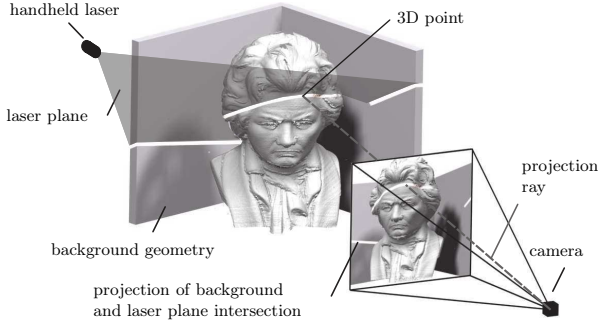 handheld laser
3D point
laser plane
projection
ray
background geometry
camera
projection of background
and laser plane intersection